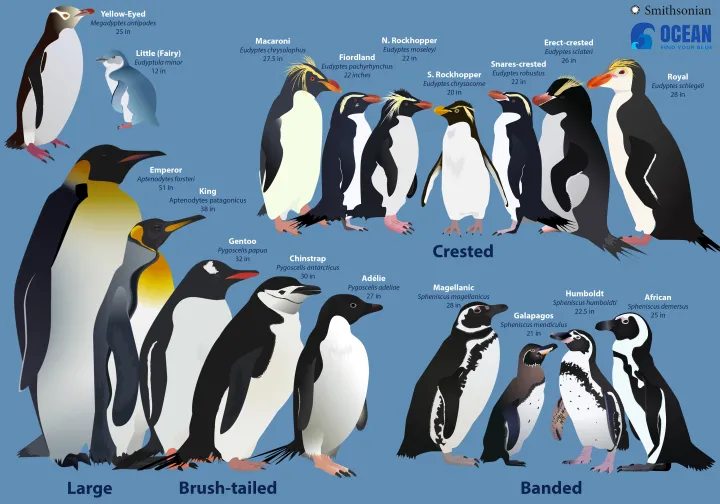 Smithsonian
OCEAN
FIND YOUR BLUE
Yellow-Eyed
Megadyptes antipodes
25 in
Little (Fairy)
Eudyptula minor
12 in
Macaroni
Eudyptes chrysolophus
27.5 in
Fiordland
Eudyptes pachyrhynchus
22 inches
N. Rockhopper
Eudyptes moseleyi
22 in
S. Rockhopper
Eudyptes chrysocome
20 in
Snares-crested
Eudyptes robustus
22 in
Erect-crested
Eudyptes sclateri
26 in
Royal
Eudyptes schlegeli
28 in
Crested
Emperor
Aptenodytes forsteri
51 in
King
Aptenodytes patagonicus
38 in
Gentoo
Pygoscelis papua
32 in
Chinstrap
Pygoscelis antarcticus
30 in
Adélie
Pygoscelis adeliae
27 in
Magellanic
Spheniscus magellanicus
28 in
Galapagos
Spheniscus mendiculus
21 in
Humboldt
Spheniscus humboldti
22.5 in
African
Spheniscus demersus
25 in
Large
Brush-tailed
Banded